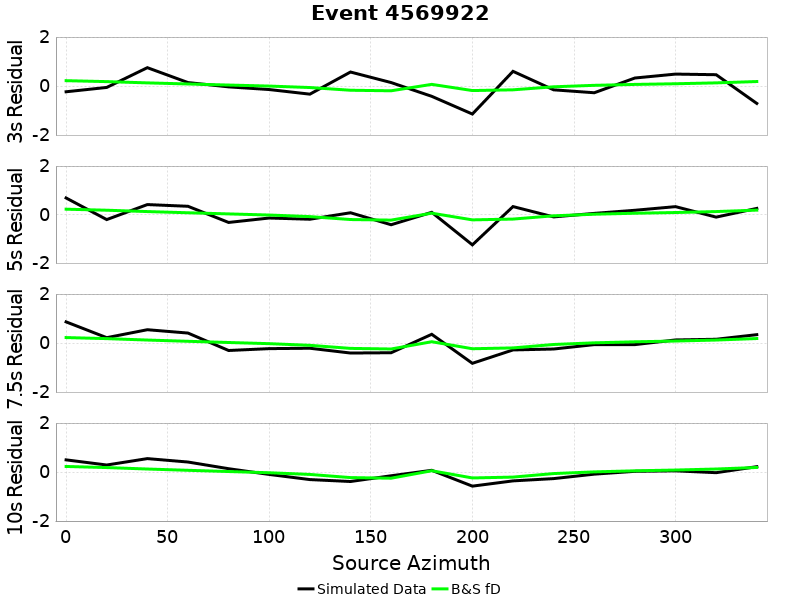 Event 4569922
3s Residual
2
0
-2
5s Residual
2
0
-2
7.5s Residual
2
0
-2
10s Residual
2
0
-2
0 50 100 150 200 250 300
Source Azimuth
Simulated Data B&S fD